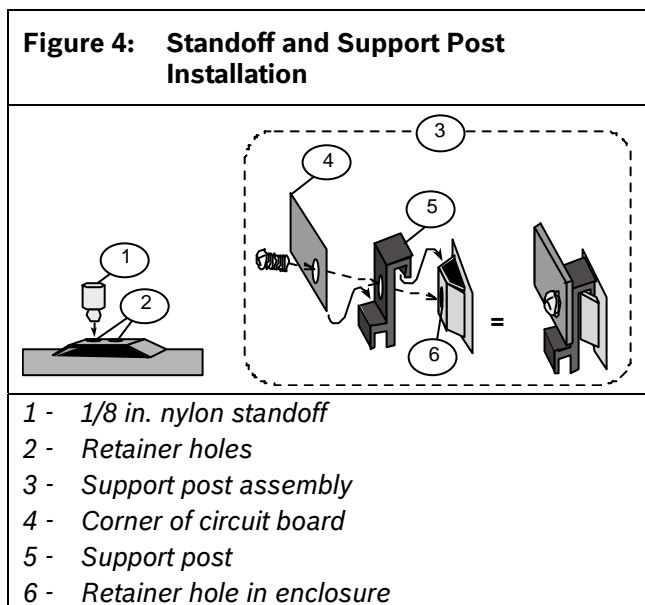 Figure 4: Standoff and Support Post
Installation
3
4
5
1
2
=
6
1 - 1/8 in. nylon standoff
2 - Retainer holes
3 - Support post assembly
4 - Corner of circuit board
5 - Support post
6 - Retainer hole in enclosure